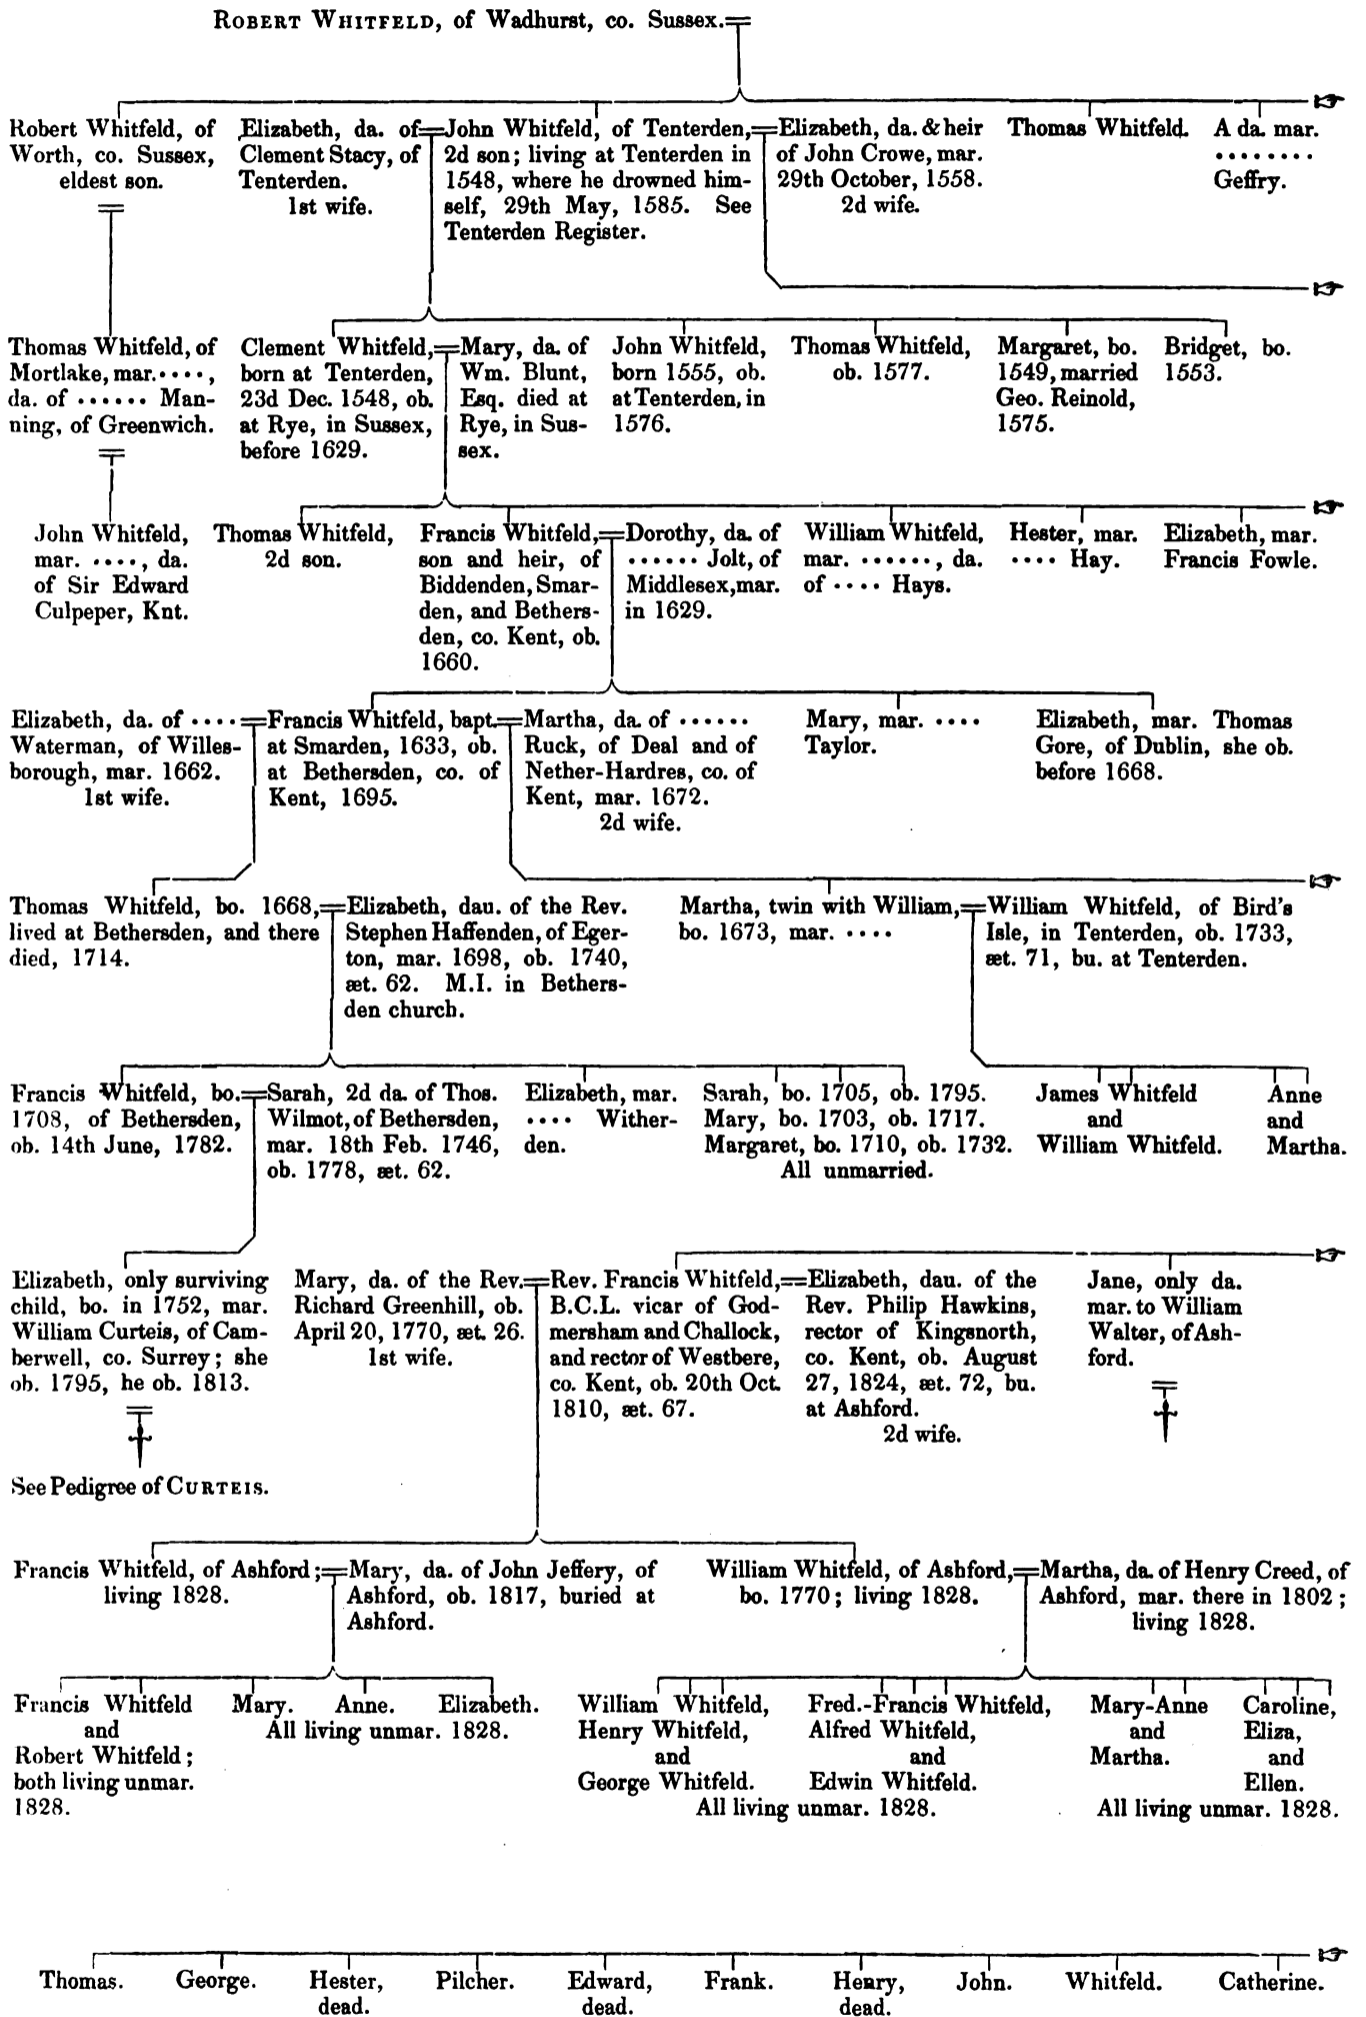 ROBERT WHITFELD, of Wadhurst, co. Sussex.
Robert Whitfeld, of
Worth, co. Sussex,
eldest son.
Elizabeth, da. of
Clement Stacy, of
Tenterden.
1st wife.
John Whitfeld, of Tenterden,
2d son; living at Tenterden in
1548, where he drowned him-
self, 29th May, 1585. See
Tenterden Register.
Elizabeth, da. & heir
of John Crowe, mar.
29th October, 1558.
2d wife.
Thomas Whitfeld.
A da. mar.
........
Geffry.
Thomas Whitfeld, of
Mortlake, mar. ....,
da. of ...... Man-
ning, of Greenwich.
Clement Whitfeld,
born at Tenterden,
23d Dec. 1548, ob.
at Rye, in Sussex,
before 1629.
Mary, da. of
Wm. Blunt,
Esq. died at
Rye, in Sus-
sex.
John Whitfeld,
born 1555, ob.
at Tenterden, in
1576.
Thomas Whitfeld,
ob. 1577.
Margaret, bo.
1549, married
Geo. Reinold,
1575.
Bridget, bo.
1553.
John Whitfeld,
mar. ...., da.
of Sir Edward
Culpeper, Knt.
Thomas Whitfeld,
2d son.
Francis Whitfeld,
son and heir, of
Biddenden, Smar-
den, and Bethers-
den, co. Kent, ob.
1660.
Dorothy, da. of
...... Jolt, of
Middlesex, mar.
in 1629.
William Whitfeld,
mar. ......, da.
of .... Hays.
Hester, mar.
.... Hay.
Elizabeth, mar.
Francis Fowle.
Elizabeth, da. of ....
Waterman, of Willes-
borough, mar. 1662.
1st wife.
Francis Whitfeld, bapt.
at Smarden, 1633, ob.
at Bethersden, co. of
Kent, 1695.
Martha, da. of ......
Ruck, of Deal and of
Nether-Hardres, co. of
Kent, mar. 1672.
2d wife.
Mary, mar. ....
Taylor.
Elizabeth, mar. Thomas
Gore, of Dublin, she ob.
before 1668.
Thomas Whitfeld, bo. 1668,
lived at Bethersden, and there
died, 1714.
Elizabeth, dau. of the Rev.
Stephen Haffenden, of Eger-
ton, mar. 1698, ob. 1740,
æt. 62. M.I. in Bethers-
den church.
Martha, twin with William,
bo. 1673, mar. ....
William Whitfeld, of Bird's
Isle, in Tenterden, ob. 1733,
æt. 71, bu. at Tenterden.
Francis Whitfeld, bo.
1708, of Bethersden,
ob. 14th June, 1782.
Sarah, 2d da. of Thos.
Wilmot, of Bethersden,
mar. 18th Feb. 1746,
ob. 1778, æt. 62.
Elizabeth, mar.
.... Wither-
den.
Sarah, bo. 1705, ob. 1795.
Mary, bo. 1703, ob. 1717.
Margaret, bo. 1710, ob. 1732.
All unmarried.
James Whitfeld
and
William Whitfeld.
Anne
and
Martha.
Elizabeth, only surviving
child, bo. in 1752, mar.
William Curteis, of Cam-
berwell, co. Surrey; she
ob. 1795, he ob. 1813.
See Pedigree of CURTEIS.
Mary, da. of the Rev.
Richard Greenhill, ob.
April 20, 1770, æt. 26.
1st wife.
Rev. Francis Whitfeld,
B.C.L. vicar of God-
mersham and Challock,
and rector of Westbere,
co. Kent, ob. 20th Oct.
1810, æt. 67.
Elizabeth, dau. of the
Rev. Philip Hawkins,
rector of Kingsnorth,
co. Kent, ob. August
27, 1824, æt. 72, bu.
at Ashford.
2d wife.
Jane, only da.
mar. to William
Walter, of Ash-
ford.
Francis Whitfeld, of Ashford;
living 1828.
Mary, da. of John Jeffery, of
Ashford, ob. 1817, buried at
Ashford.
William Whitfeld, of Ashford,
bo. 1770; living 1828.
Martha, da. of Henry Creed, of
Ashford, mar. there in 1802;
living 1828.
Francis Whitfeld
and
Robert Whitfeld;
both living unmar.
1828.
Mary. Anne. Elizabeth.
All living unmar. 1828.
William Whitfeld,
Henry Whitfeld,
and
George Whitfeld.
Fred.-Francis Whitfeld,
Alfred Whitfeld,
and
Edwin Whitfeld.
All living unmar. 1828.
Mary-Anne
and
Martha.
Caroline,
Eliza,
and
Ellen.
All living unmar. 1828.
Thomas.
George.
Hester,
dead.
Pilcher.
Edward,
dead.
Frank.
Henry,
dead.
John.
Whitfeld.
Catherine.